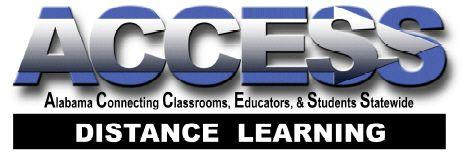 ACCESS
Alabama Connecting Classrooms, Educators, & Students Statewide
DISTANCE LEARNING